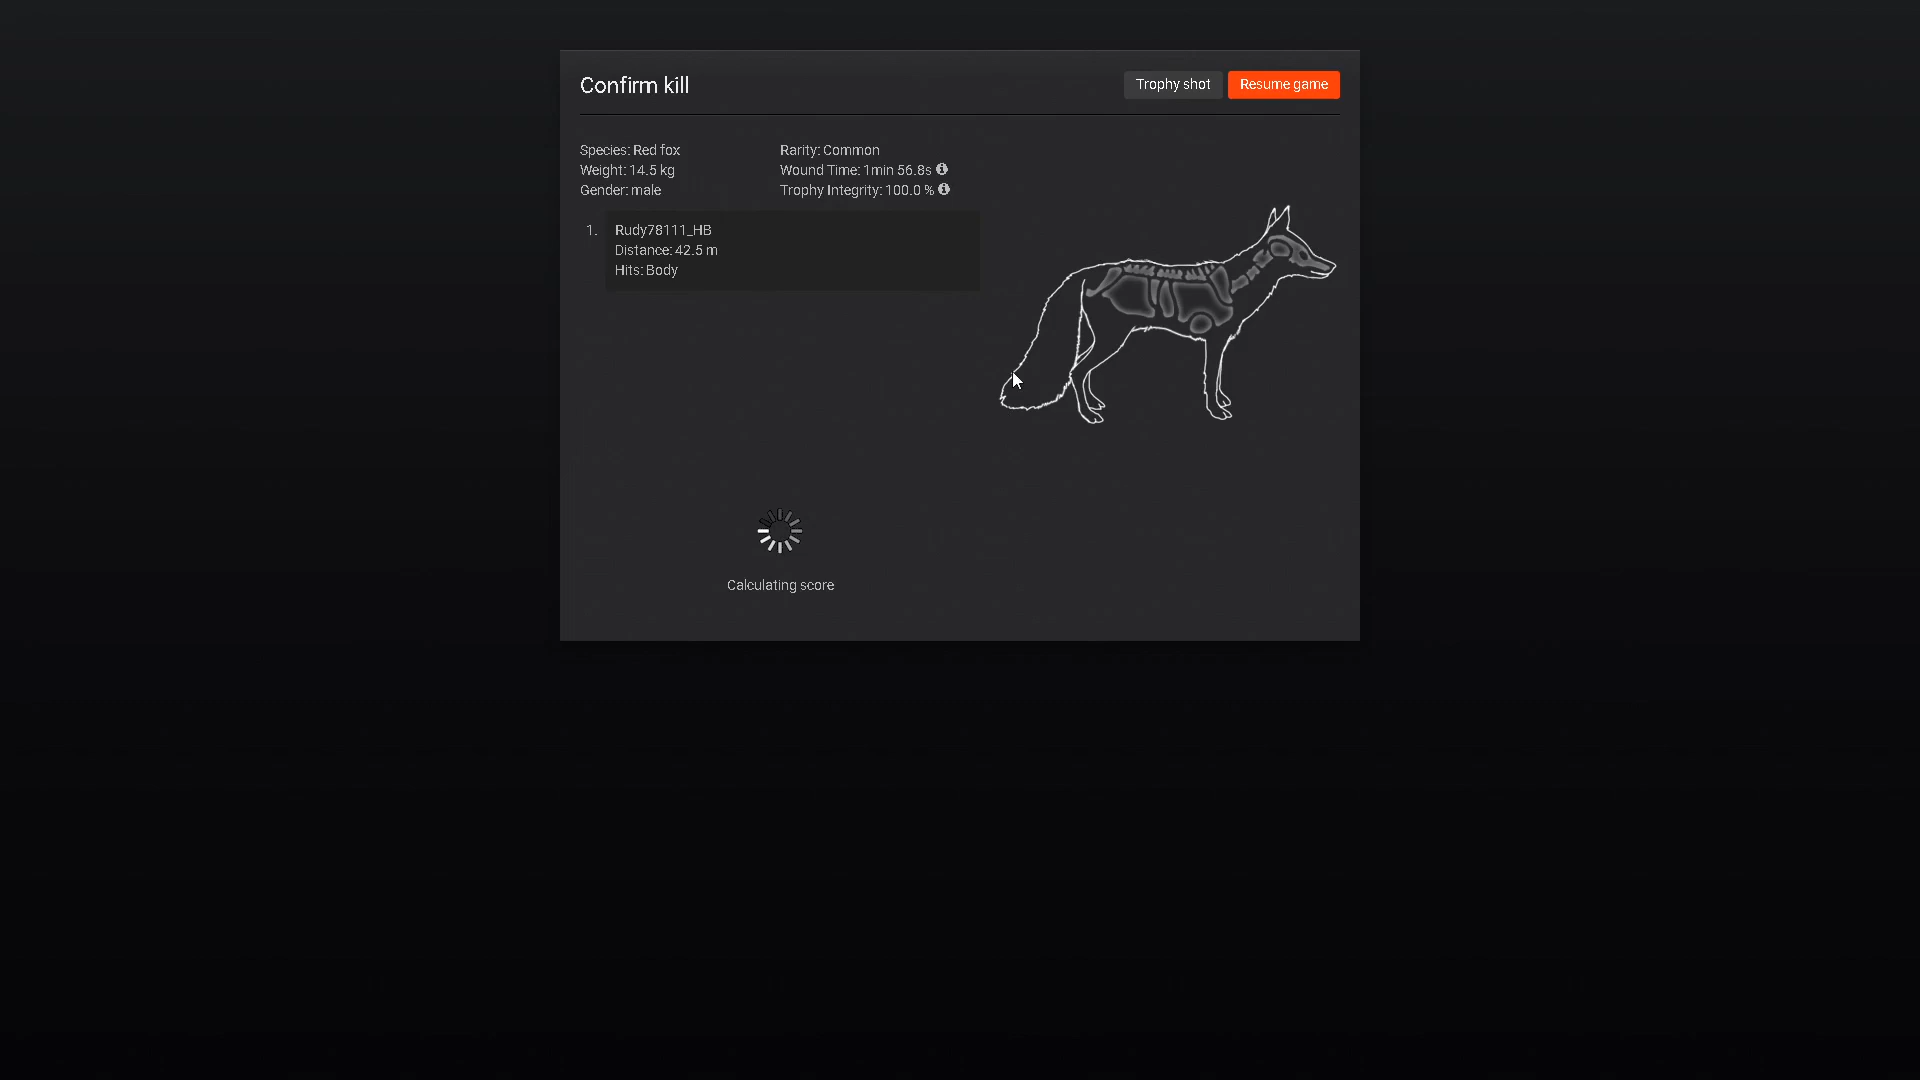 Confirm kill
Trophy shot
Resume game
Species: Red fox
Weight: 14.5 kg
Gender: male
Rarity: Common
Wound Time: 1min 56.8s
Trophy Integrity: 100.0 %
1.
Rudy78111_HB
Distance: 42.5 m
Hits: Body
Calculating score